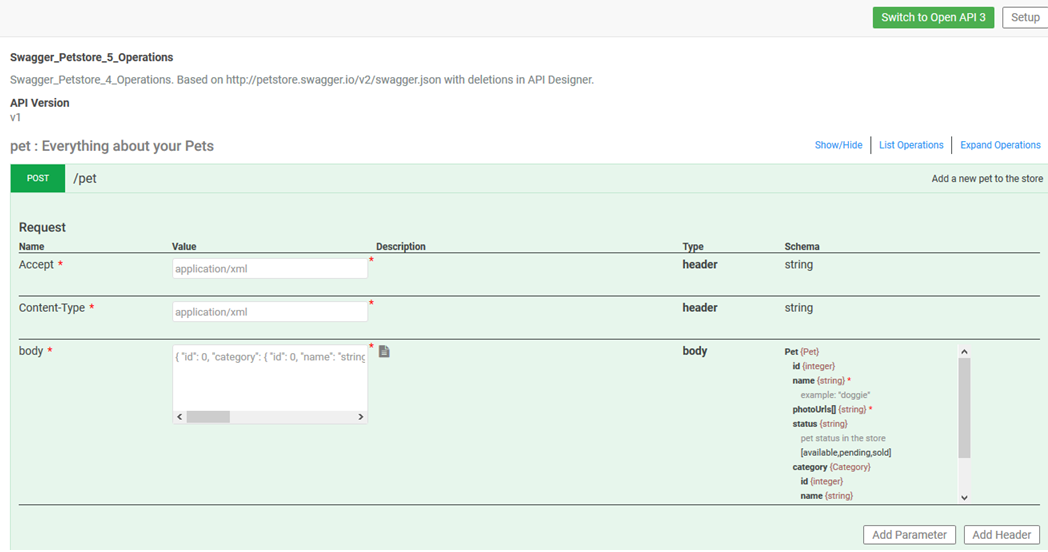 Switch to Open API 3 Setup
Swagger_Petstore_5_Operations
Swagger_Petstore_4_Operations. Based on http://petstore.swagger.io/v2/swagger.json with deletions in API Designer.
API Version
v1
pet : Everything about your Pets Show/Hide List Operations Expand Operations
POST /pet Add a new pet to the store
Request
Name Value Description Type Schema
Accept * application/xml * header string
Content-Type * application/xml * header string
body * { "id": 0, "category": { "id": 0, "name": "string * body
Pet {Pet}
id {integer}
name {string} *
example: "doggie"
photoUrls[] {string} *
status {string}
pet status in the store
[available,pending,sold]
category {Category}
id {integer}
name {string}
Add Parameter Add Header